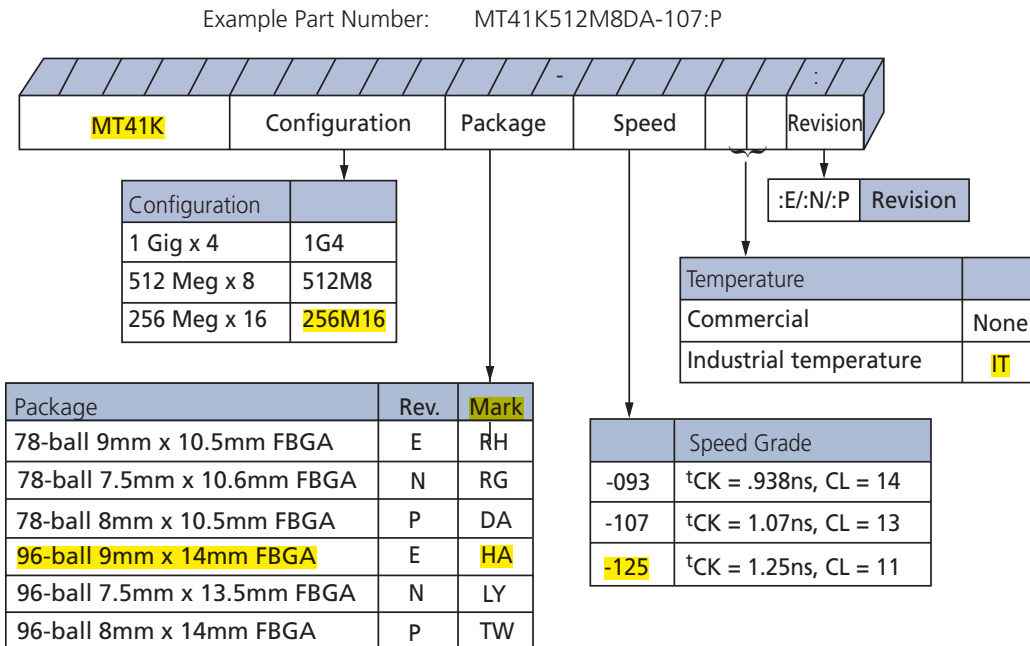 Example Part Number: MT41K512M8DA-107:P
- :
MT41K Configuration Package Speed Revision
:E/:N/:P Revision
Configuration
1 Gig x 4 1G4
512 Meg x 8 512M8
256 Meg x 16 256M16
Temperature
Commercial None
Industrial temperature IT
Package Rev. Mark
78-ball 9mm x 10.5mm FBGA E RH
78-ball 7.5mm x 10.6mm FBGA N RG
78-ball 8mm x 10.5mm FBGA P DA
96-ball 9mm x 14mm FBGA E HA
96-ball 7.5mm x 13.5mm FBGA N LY
96-ball 8mm x 14mm FBGA P TW
Speed Grade
-093 tCK = .938ns, CL = 14
-107 tCK = 1.07ns, CL = 13
-125 tCK = 1.25ns, CL = 11